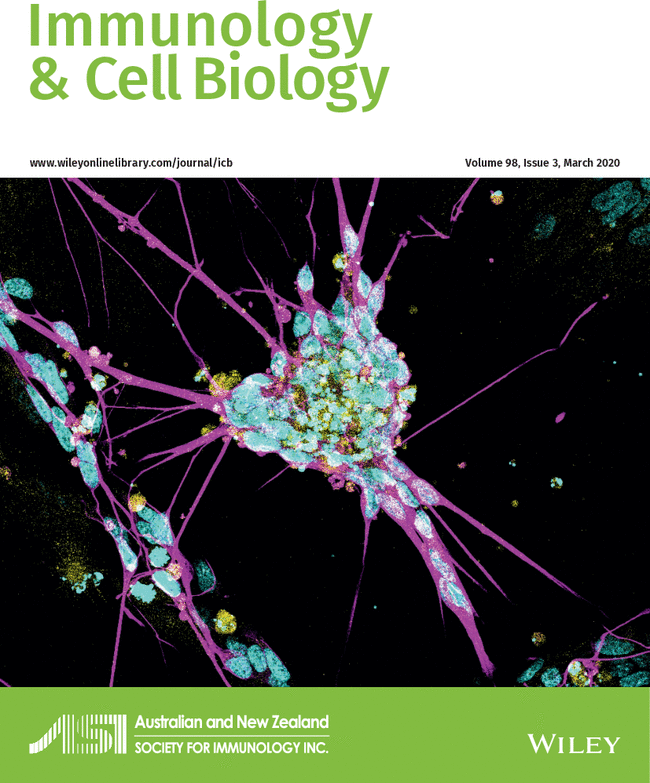 Immunology
& Cell Biology
www.wileyonlinelibrary.com/journal/icb
Volume 98, Issue 3, March 2020
ASI
Australian and New Zealand
SOCIETY FOR IMMUNOLOGY INC.
WILEY